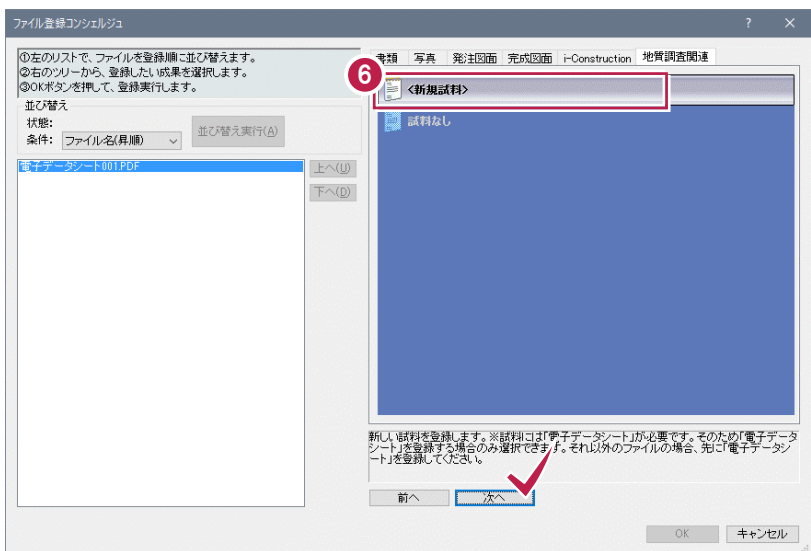 ファイル登録コンシェルジュ
?
×
①左のリストで、ファイルを登録順に並び替えます。
②右のツリーから、登録したい成果を選択します。
③OKボタンを押して、登録実行します。
並び替え
状態:
条件: ファイル名(昇順)
並び替え実行(A)
電子データシート001.PDF
上へ(U)
下へ(D)
書類 写真 発注図面 完成図面 i-Construction 地質調査関連
6
<新規試料>
試料なし
新しい試料を登録します。※試料には「電子データシート」が必要です。そのため「電子データ
シート」を登録する場合のみ選択できます。それ以外のファイルの場合、先に「電子データシ
ート」を登録してください。
前へ 次へ
OK キャンセル